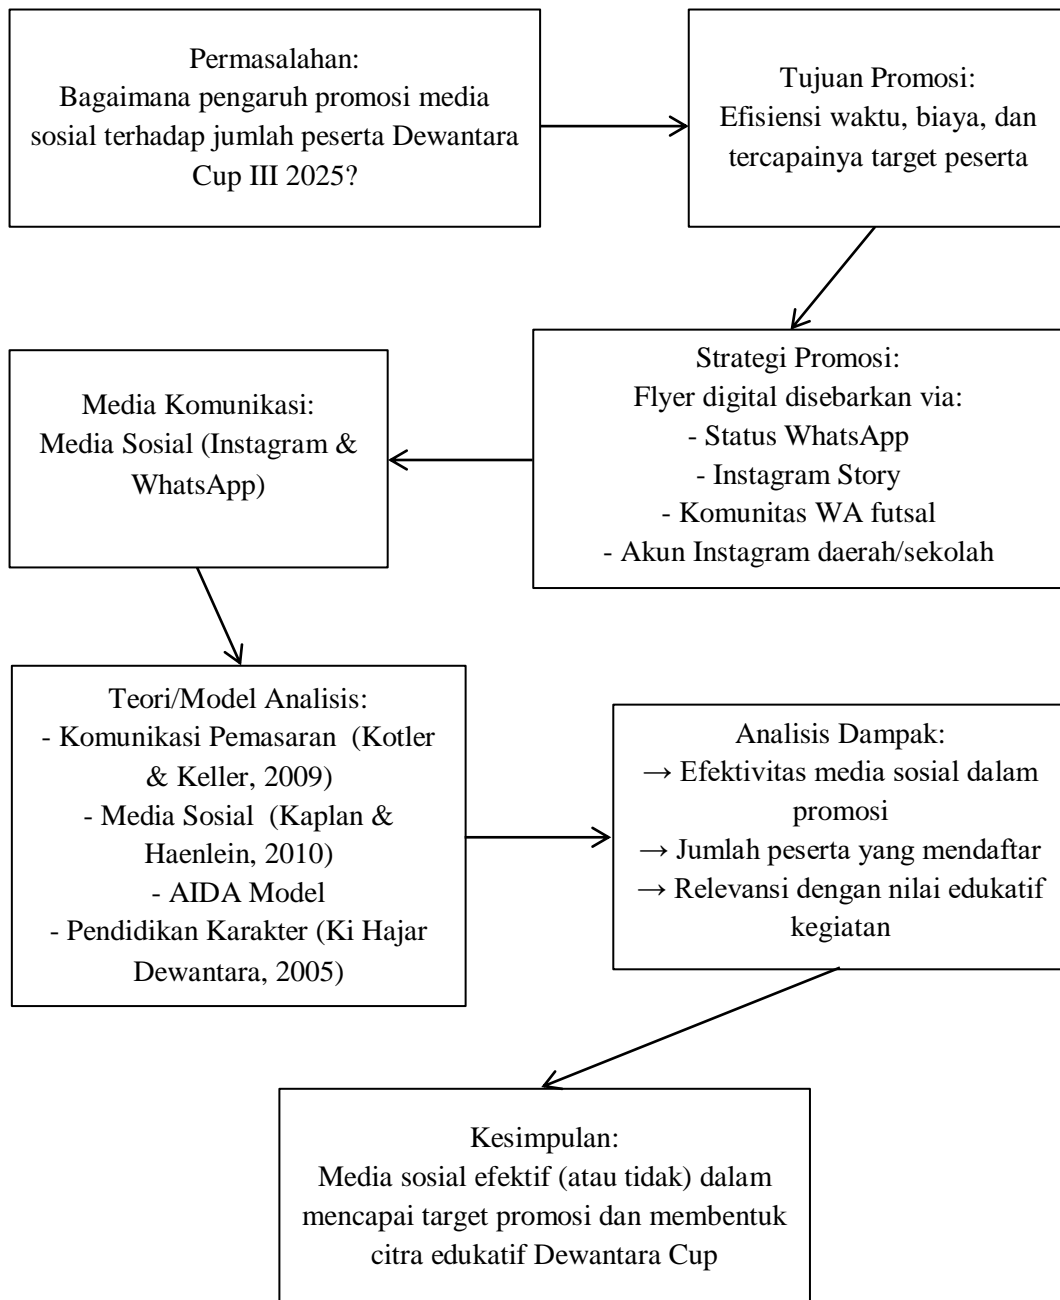 Permasalahan:
Bagaimana pengaruh promosi media
sosial terhadap jumlah peserta Dewantara
Cup III 2025?
Tujuan Promosi:
Efisiensi waktu, biaya, dan
tercapainya target peserta
Strategi Promosi:
Flyer digital disebarkan via:
- Status WhatsApp
- Instagram Story
- Komunitas WA futsal
- Akun Instagram daerah/sekolah
Media Komunikasi:
Media Sosial (Instagram &
WhatsApp)
Teori/Model Analisis:
- Komunikasi Pemasaran (Kotler
& Keller, 2009)
- Media Sosial (Kaplan &
Haenlein, 2010)
- AIDA Model
- Pendidikan Karakter (Ki Hajar
Dewantara, 2005)
Analisis Dampak:
→ Efektivitas media sosial dalam
promosi
→ Jumlah peserta yang mendaftar
→ Relevansi dengan nilai edukatif
kegiatan
Kesimpulan:
Media sosial efektif (atau tidak) dalam
mencapai target promosi dan membentuk
citra edukatif Dewantara Cup